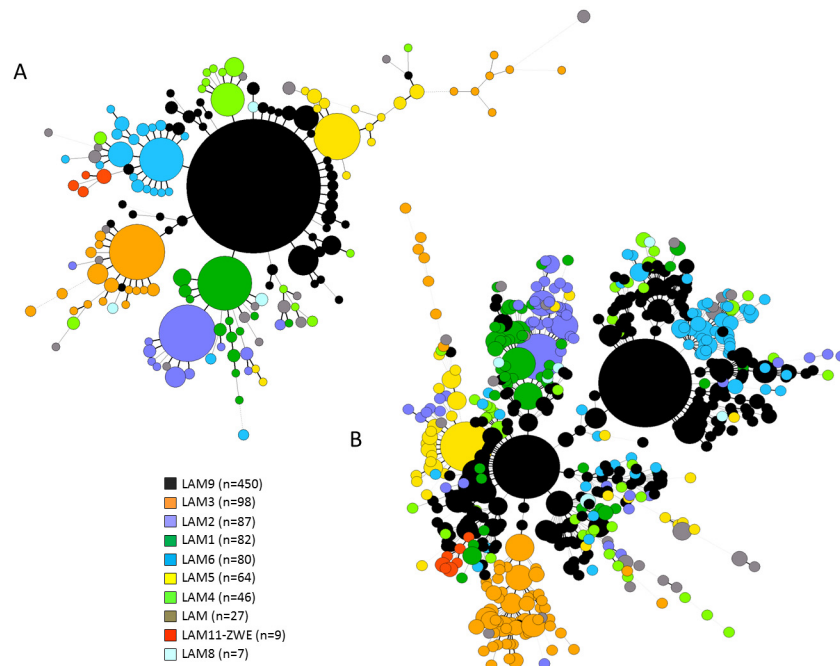 A
B
LAM9 (n=450)
LAM3 (n=98)
LAM2 (n=87)
LAM1 (n=82)
LAM6 (n=80)
LAM5 (n=64)
LAM4 (n=46)
LAM (n=27)
LAM11-ZWE (n=9)
LAM8 (n=7)